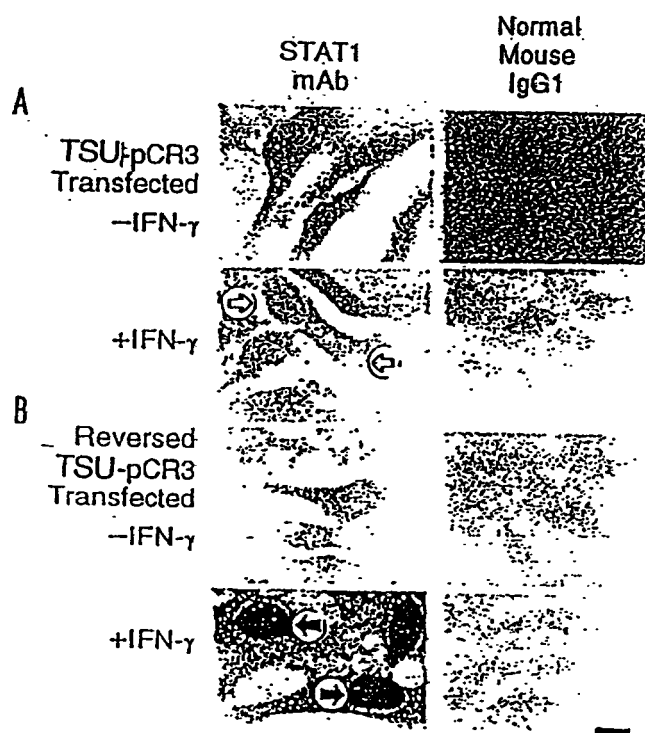 STAT1
mAb
Normal
Mouse
IgG1
A
TSU-pCR3
Transfected
−IFN-γ
+IFN-γ
B
Reversed
TSU-pCR3
Transfected
−IFN-γ
+IFN-γ